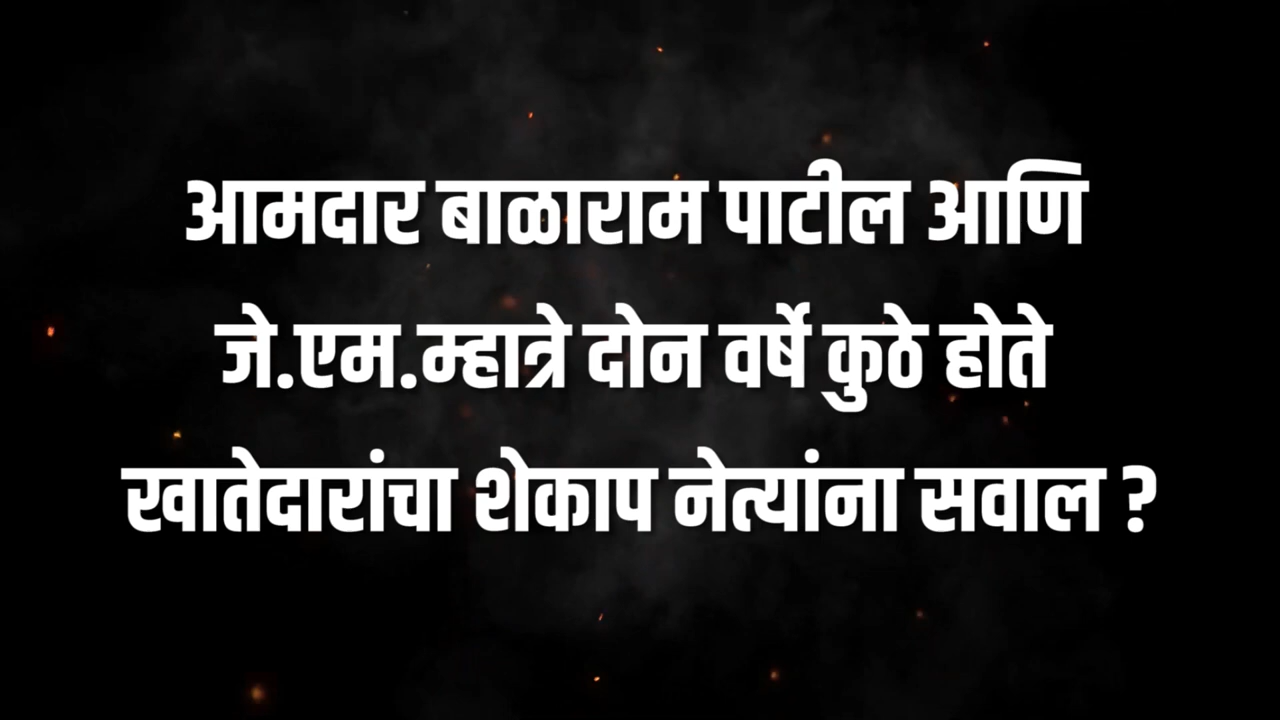 आमदार बाळाराम पाटील आणि
जे.एम.म्हात्रे दोन वर्षे कुठे होते
खातेदारांचा शेकाप नेत्यांना सवाल ?